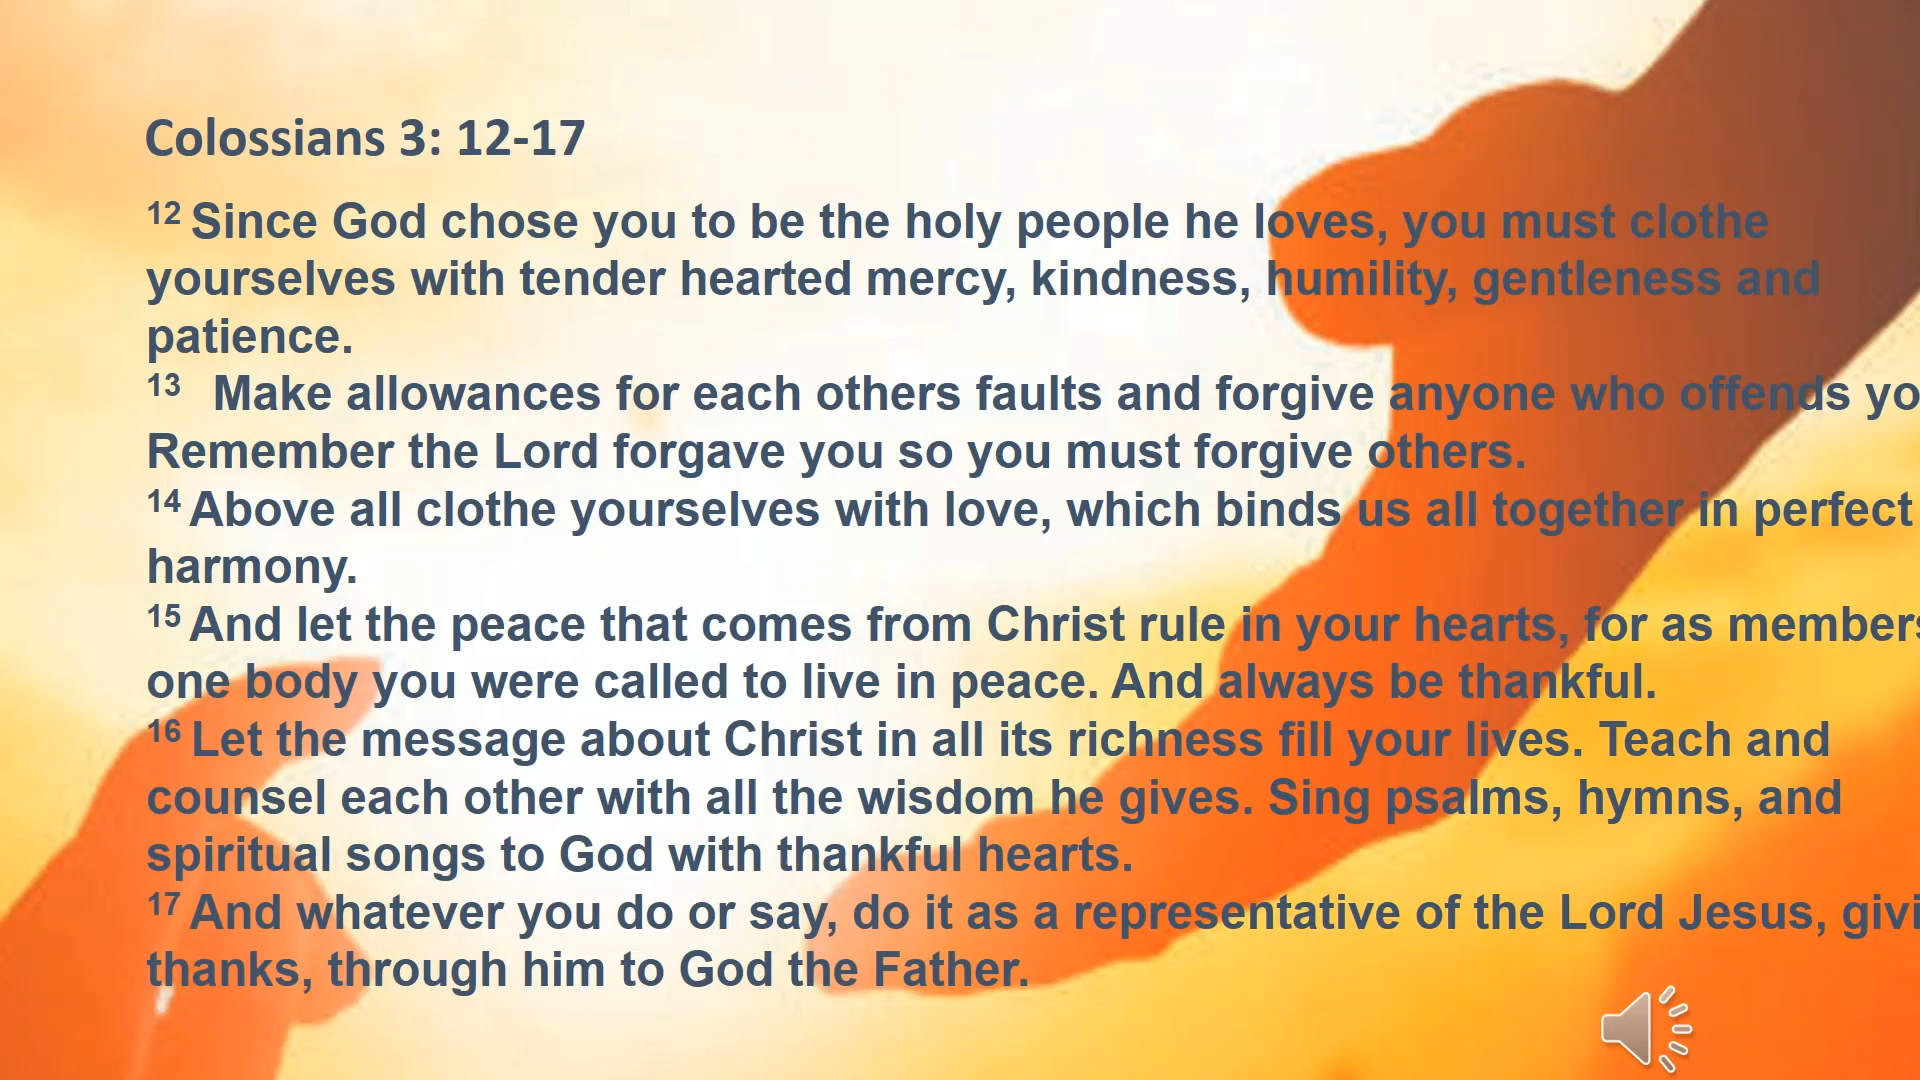 Colossians 3: 12-17
12 Since God chose you to be the holy people he loves, you must clothe
yourselves with tender hearted mercy, kindness, humility, gentleness and
patience.
13 Make allowances for each others faults and forgive anyone who offends yo
Remember the Lord forgave you so you must forgive others.
14 Above all clothe yourselves with love, which binds us all together in perfect
harmony.
15 And let the peace that comes from Christ rule in your hearts, for as members
one body you were called to live in peace. And always be thankful.
16 Let the message about Christ in all its richness fill your lives. Teach and
counsel each other with all the wisdom he gives. Sing psalms, hymns, and
spiritual songs to God with thankful hearts.
17 And whatever you do or say, do it as a representative of the Lord Jesus, givi
thanks, through him to God the Father.